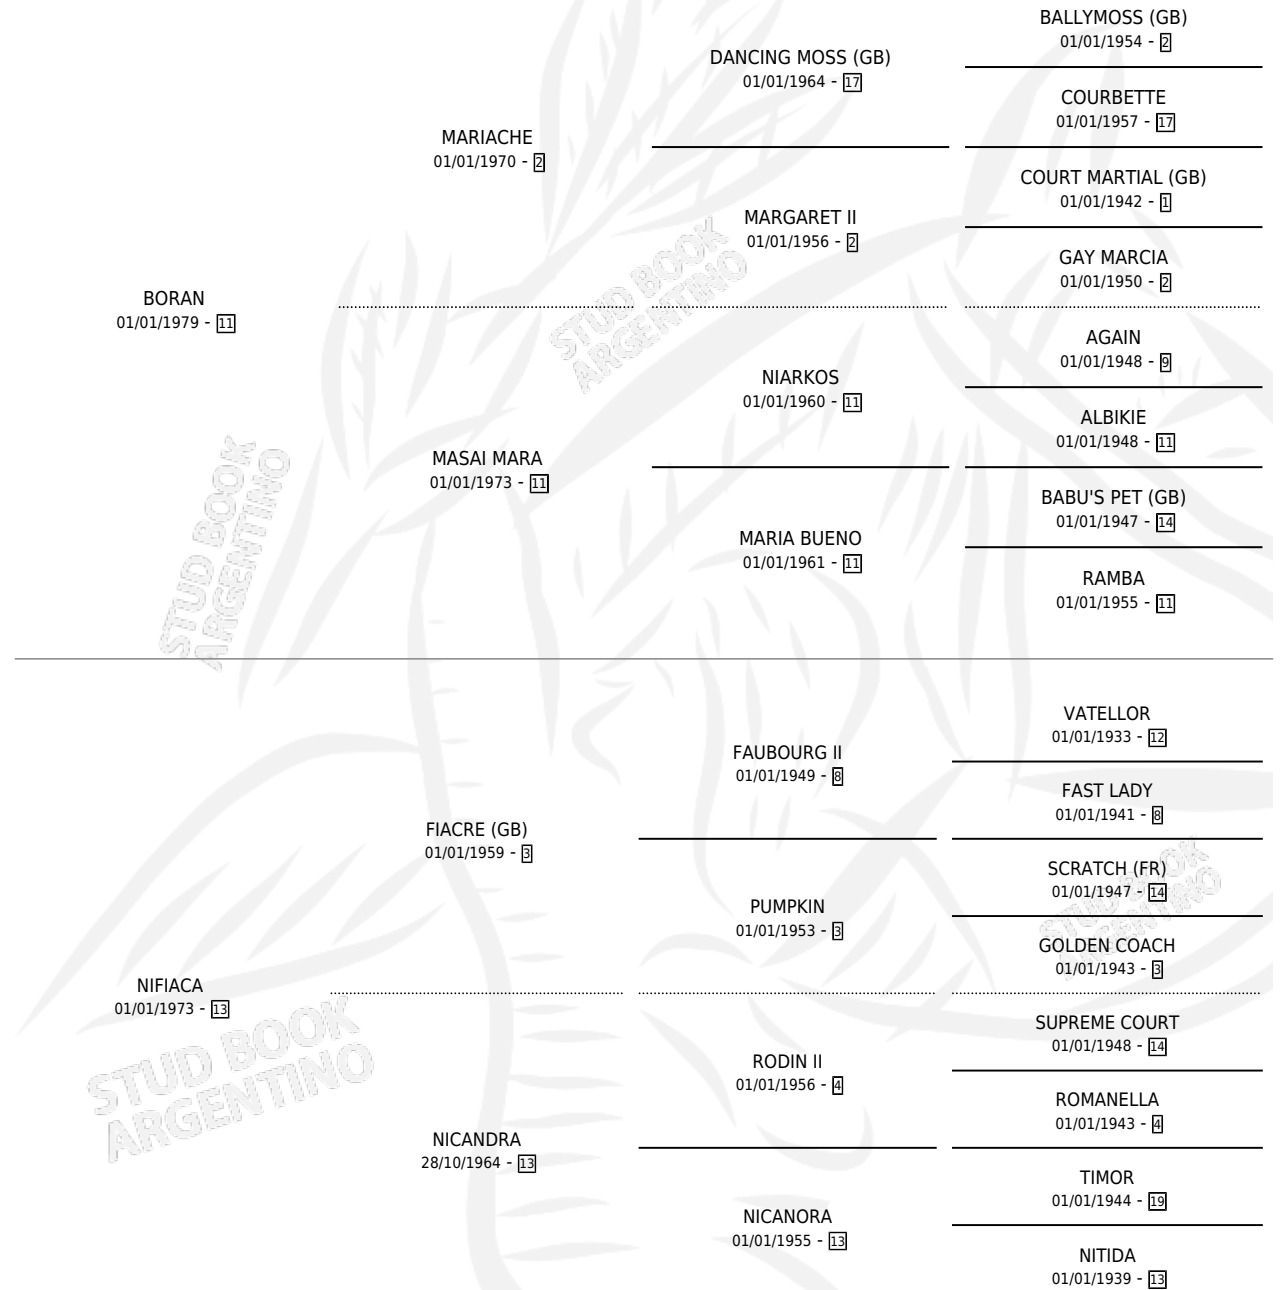 BORAN
01/01/1979 - 11
MARIACHE
01/01/1970 - 2
MASAI MARA
01/01/1973 - 11
DANCING MOSS (GB)
01/01/1964 - 17
MARGARET II
01/01/1956 - 2
NIARKOS
01/01/1960 - 11
MARIA BUENO
01/01/1961 - 11
BALLYMOSS (GB)
01/01/1954 - 2
COURBETTE
01/01/1957 - 17
COURT MARTIAL (GB)
01/01/1942 - 1
GAY MARCIA
01/01/1950 - 2
AGAIN
01/01/1948 - 9
ALBIKIE
01/01/1948 - 11
BABU'S PET (GB)
01/01/1947 - 14
RAMBA
01/01/1955 - 11
NIFIACA
01/01/1973 - 13
FIACRE (GB)
01/01/1959 - 3
NICANDRA
28/10/1964 - 13
FAUBOURG II
01/01/1949 - 8
PUMPKIN
01/01/1953 - 3
RODIN II
01/01/1956 - 4
NICANORA
01/01/1955 - 13
VATELLOR
01/01/1933 - 12
FAST LADY
01/01/1941 - 8
SCRATCH (FR)
01/01/1947 - 14
GOLDEN COACH
01/01/1943 - 3
SUPREME COURT
01/01/1948 - 14
ROMANELLA
01/01/1943 - 4
TIMOR
01/01/1944 - 19
NITIDA
01/01/1939 - 13
STUD BOOK
ARGENTINO
STUD BOOK
ARGENTINO
STUD BOOK
ARGENTINO
STUD BOOK
ARGENTINO